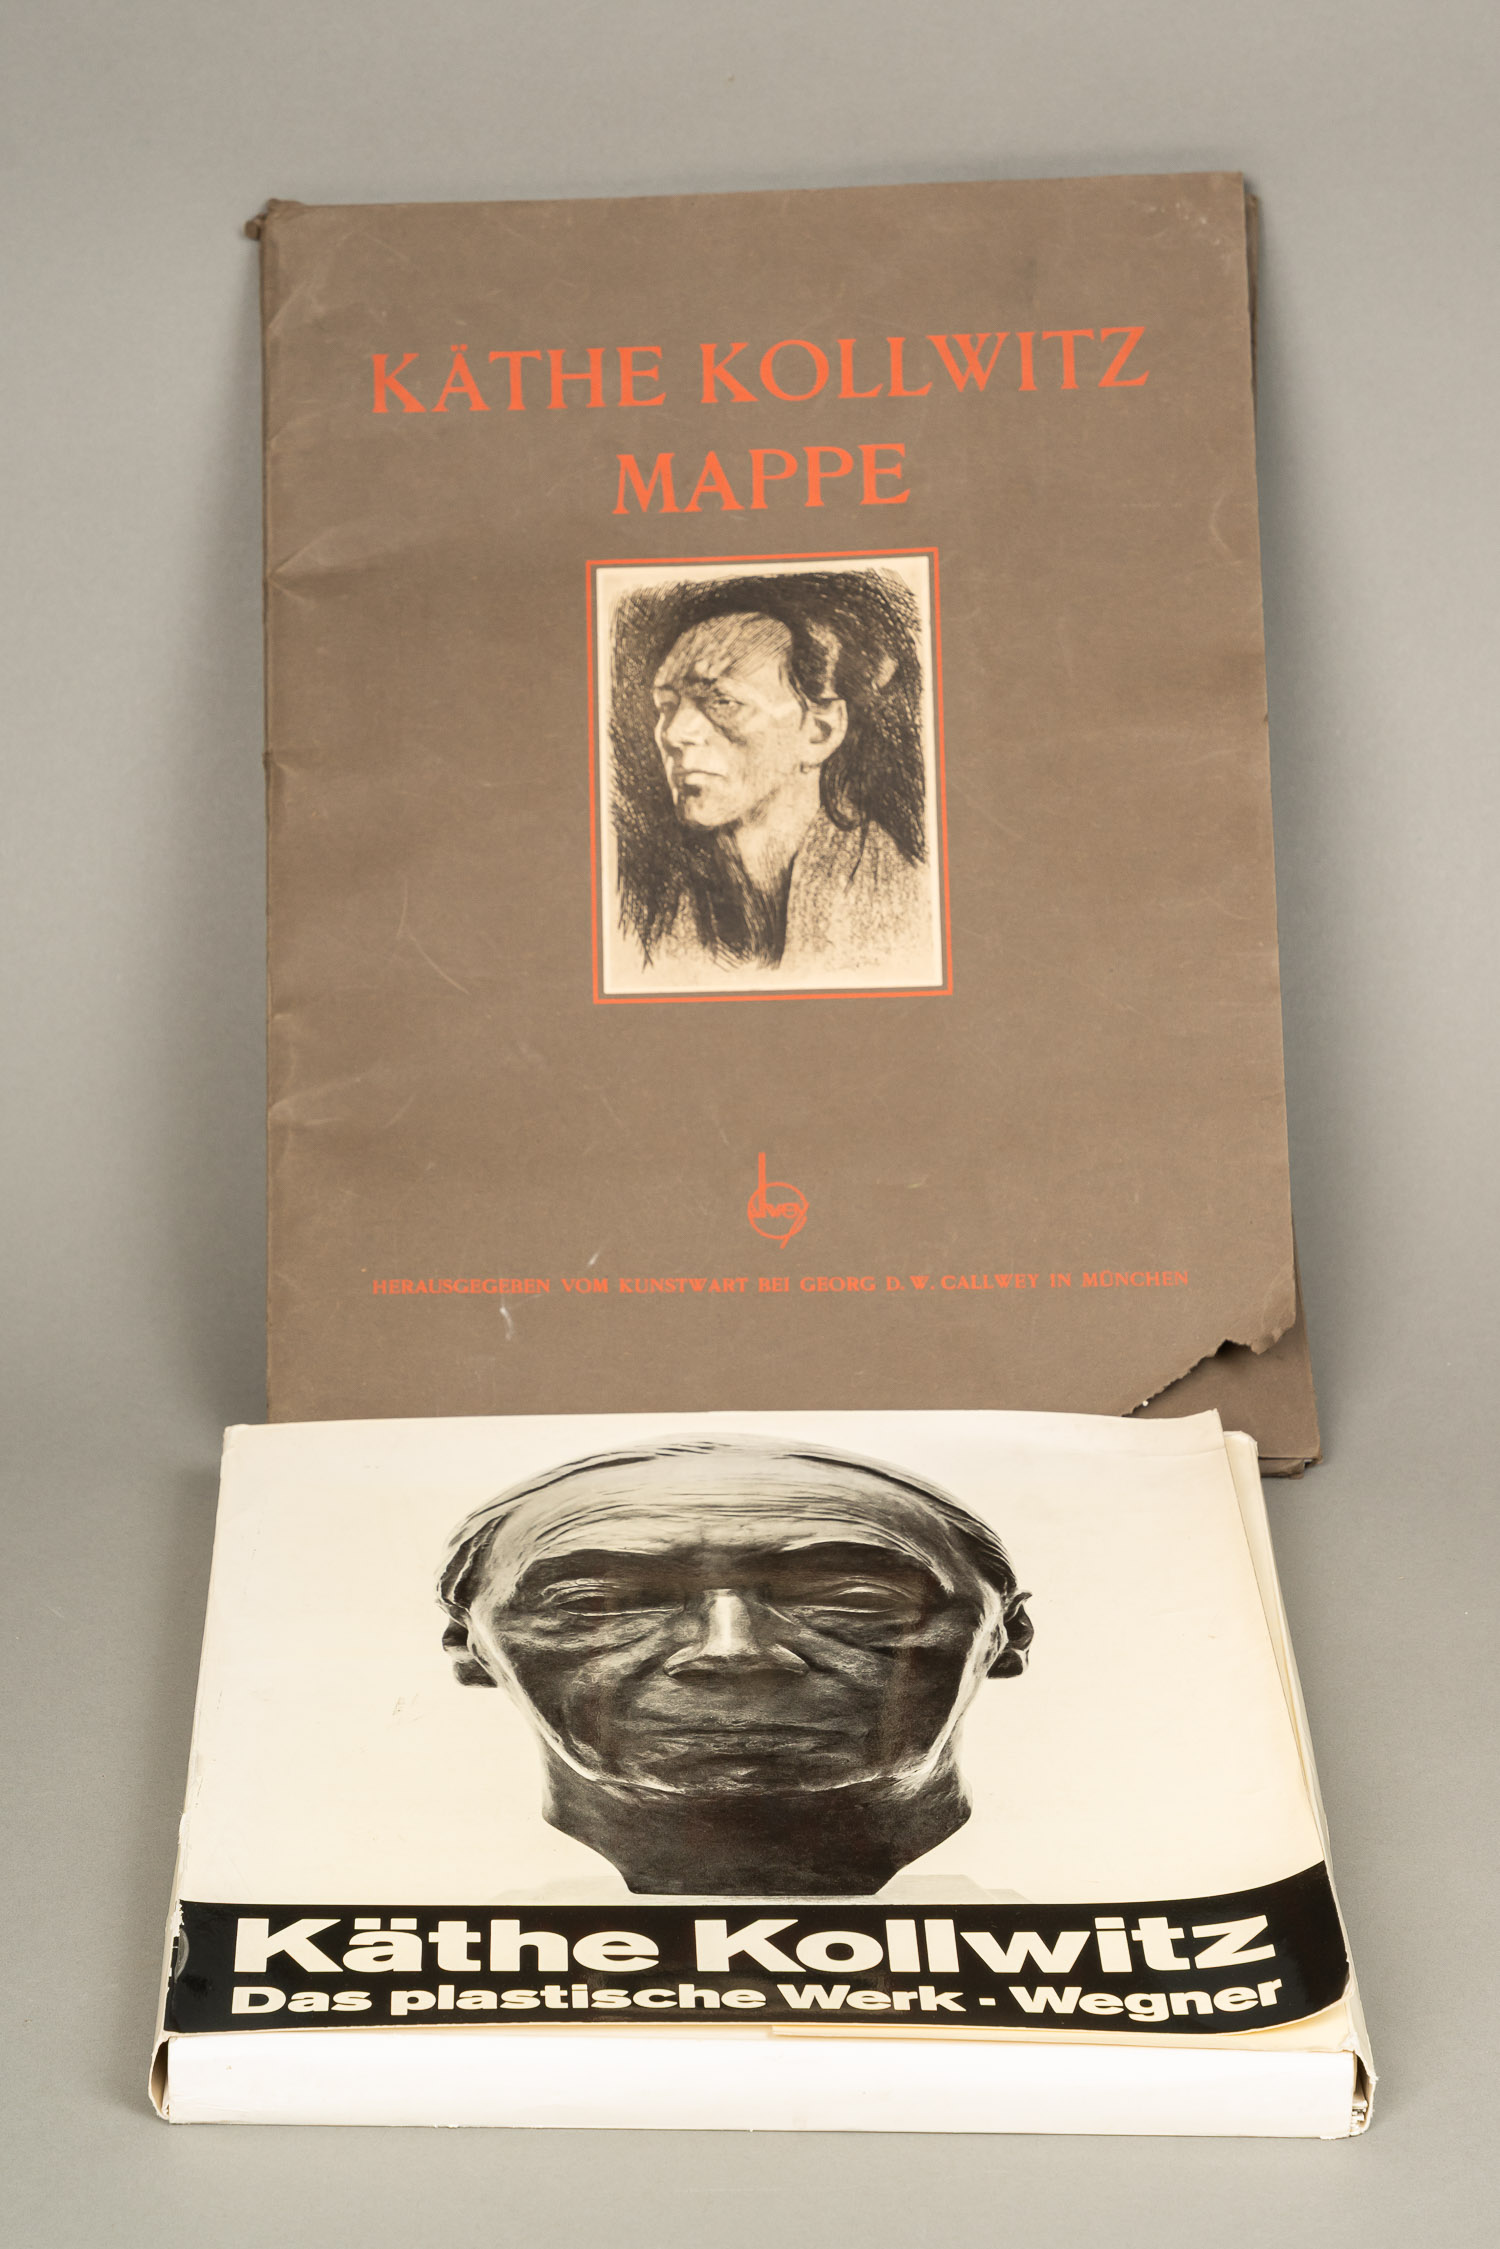 KÄTHE KOLLWITZ
MAPPE
HERAUSGEGEBEN VOM KUNSTWART BEI GEORG D. W. CALLWEY IN MÜNCHEN
Käthe Kollwitz
Das plastische Werk - Wegner